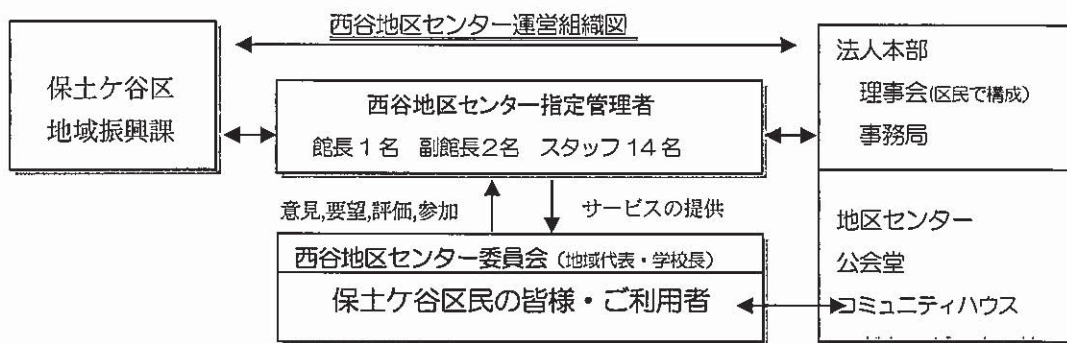 西谷地区センター運営組織図
保土ケ谷区
地域振興課
西谷地区センター指定管理者
館長1名 副館長2名 スタッフ14名
法人本部
理事会(区民で構成)
事務局
意見,要望,評価,参加
サービスの提供
西谷地区センター委員会(地域代表・学校長)
保土ケ谷区民の皆様・ご利用者
地区センター
公会堂
コミュニティハウス